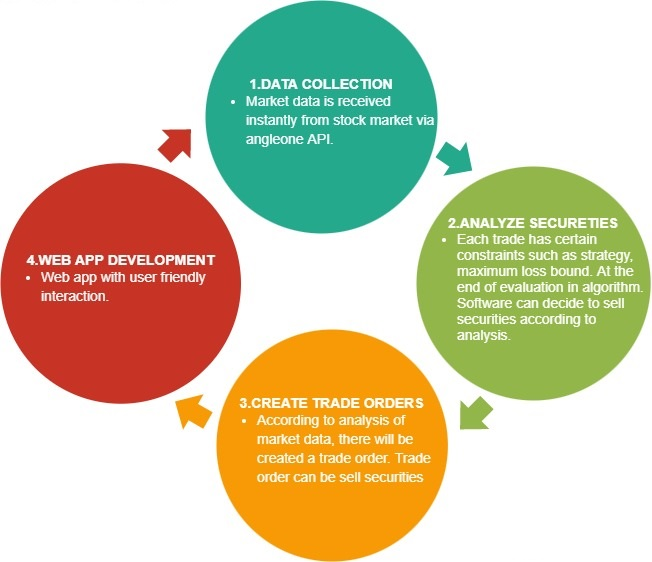 1.DATA COLLECTION
• Market data is received
instantly from stock market via
angleone API.
2.ANALYZE SECURETIES
• Each trade has certain
constraints such as strategy,
maximum loss bound. At the
end of evaluation in algorithm.
Software can decide to sell
securities according to
analysis.
3.CREATE TRADE ORDERS
• According to analysis of
market data, there will be
created a trade order. Trade
order can be sell securities
4.WEB APP DEVELOPMENT
• Web app with user friendly
interaction.